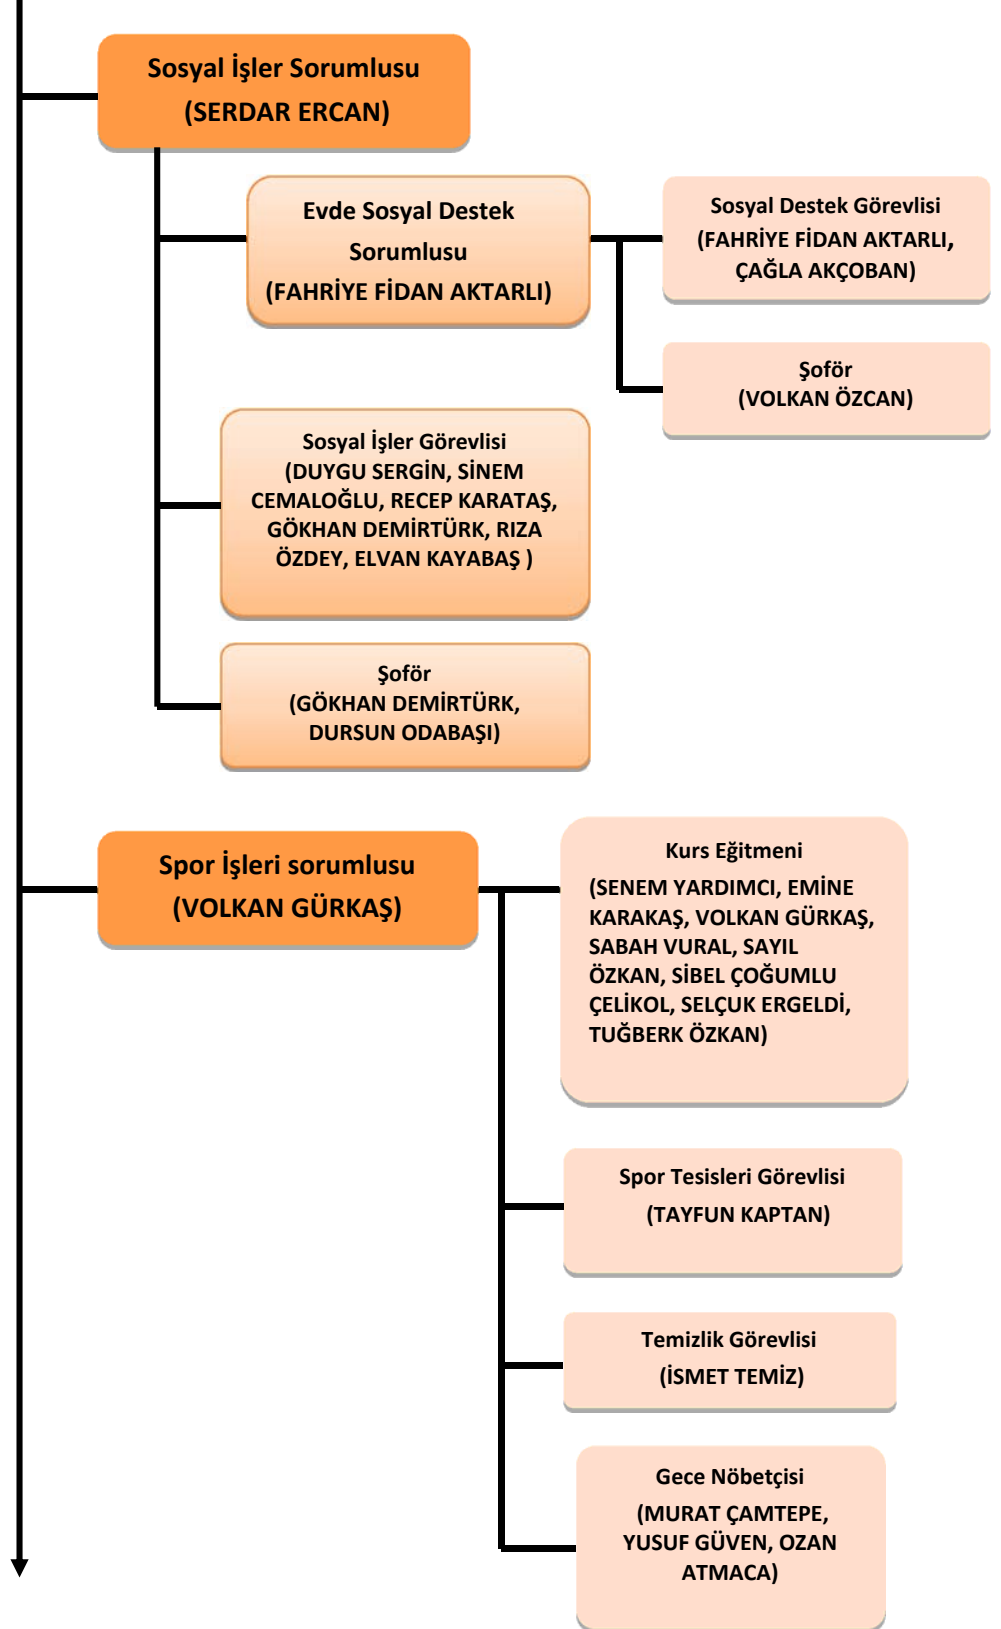 Sosyal İşler Sorumlusu
(SERDAR ERCAN)
Evde Sosyal Destek
Sorumlusu
(FAHRİYE FİDAN AKTARLI)
Sosyal Destek Görevlisi
(FAHRİYE FİDAN AKTARLI,
ÇAĞLA AKÇOBAN)
Şoför
(VOLKAN ÖZCAN)
Sosyal İşler Görevlisi
(DUYGU SERGİN, SİNEM
CEMALOĞLU, RECEP KARATAŞ,
GÖKHAN DEMİRTÜRK, RIZA
ÖZDEY, ELVAN KAYABAŞ )
Şoför
(GÖKHAN DEMİRTÜRK,
DURSUN ODABAŞI)
Spor İşleri sorumlusu
(VOLKAN GÜRKAŞ)
Kurs Eğitmeni
(SENEM YARDIMCI, EMİNE
KARAKAŞ, VOLKAN GÜRKAŞ,
SABAH VURAL, SAYIL
ÖZKAN, SİBEL ÇOĞUMLU
ÇELİKOL, SELÇUK ERGELDİ,
TUĞBERK ÖZKAN)
Spor Tesisleri Görevlisi
(TAYFUN KAPTAN)
Temizlik Görevlisi
(İSMET TEMİZ)
Gece Nöbetçisi
(MURAT ÇAMTEPE,
YUSUF GÜVEN, OZAN
ATMACA)